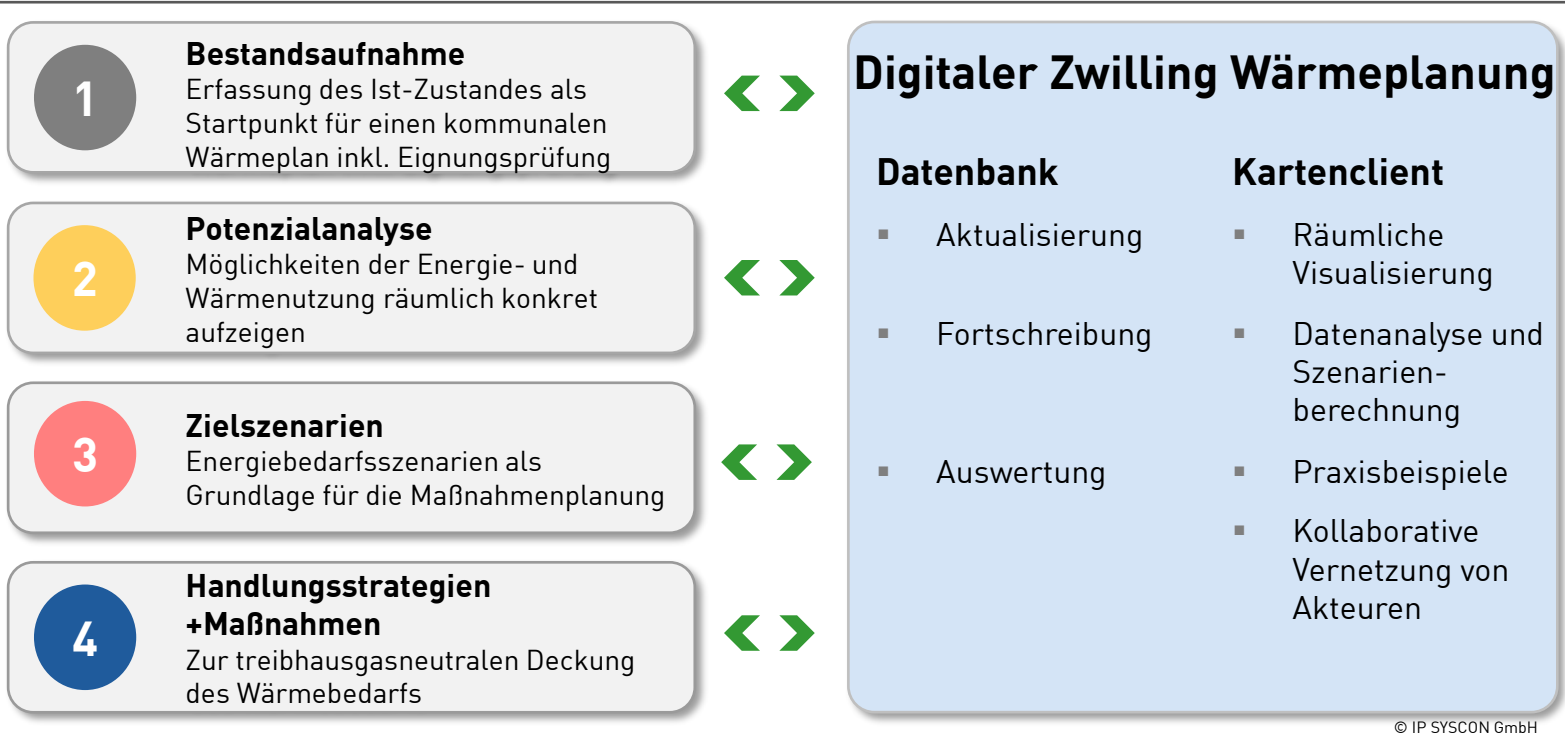 1
Bestandsaufnahme
Erfassung des Ist-Zustandes als
Startpunkt für einen kommunalen
Wärmeplan inkl. Eignungsprüfung
2
Potenzialanalyse
Möglichkeiten der Energie- und
Wärmenutzung räumlich konkret
aufzeigen
3
Zielszenarien
Energiebedarfsszenarien als
Grundlage für die Maßnahmenplanung
4
Handlungsstrategien
+Maßnahmen
Zur treibhausgasneutralen Deckung
des Wärmebedarfs
Digitaler Zwilling Wärmeplanung
Datenbank
Aktualisierung
Fortschreibung
Auswertung
Kartenclient
Räumliche
Visualisierung
Datenanalyse und
Szenarien-
berechnung
Praxisbeispiele
Kollaborative
Vernetzung von
Akteuren
© IP SYSCON GmbH